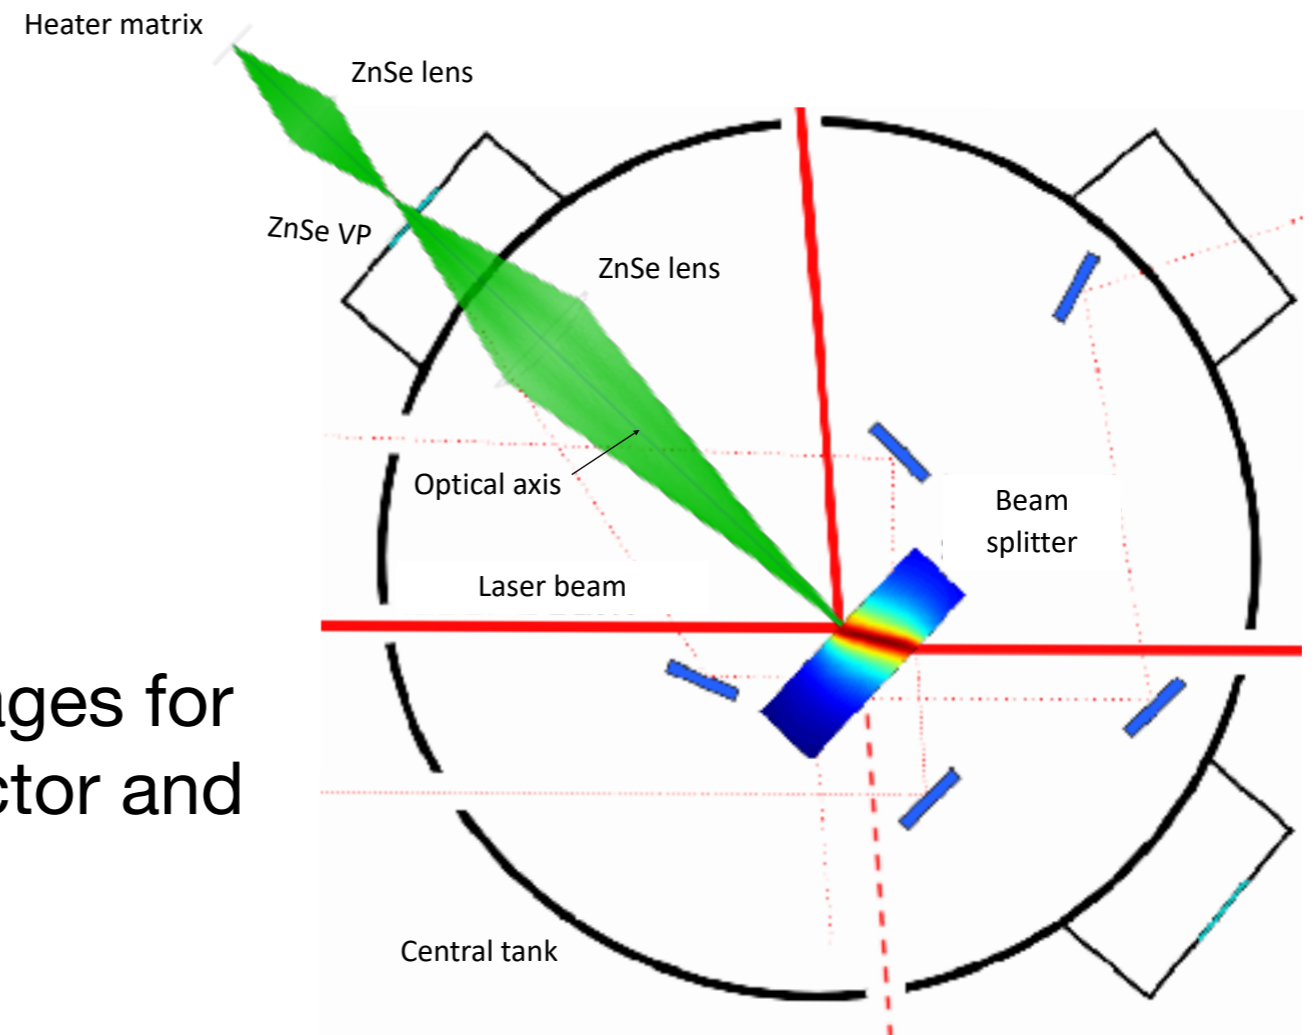 Heater matrix
ZnSe lens
ZnSe VP
ZnSe lens
Optical axis
Beam
splitter
Laser beam
ages for
ctor and
Central tank